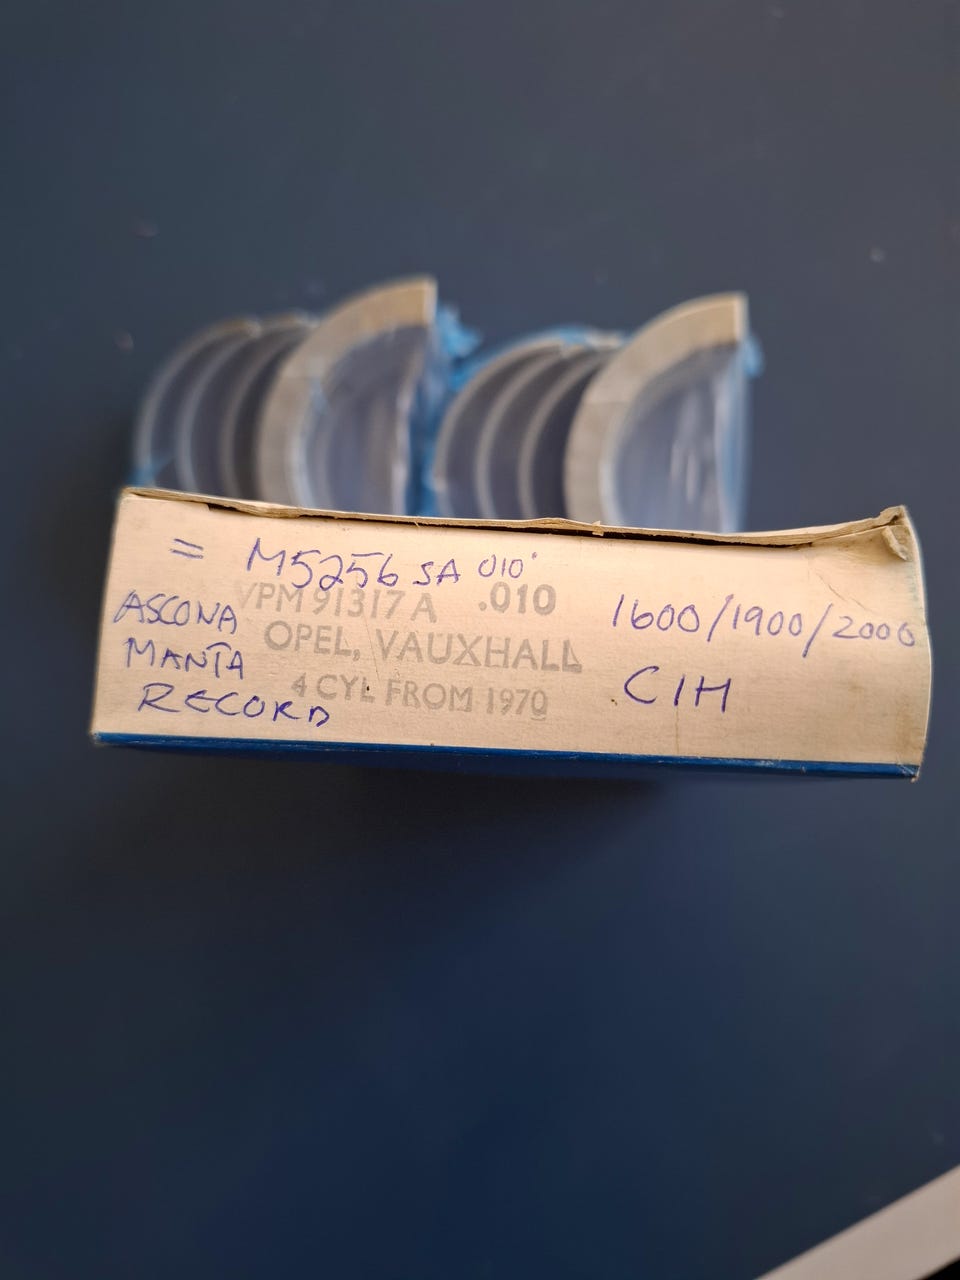 = M5256 SA 010"
VPM 91317 A .010
OPEL, VAUXHALL
4 CYL FROM 1970
ASCONA
MANTA
RECORD
1600/1900/2000
CIH